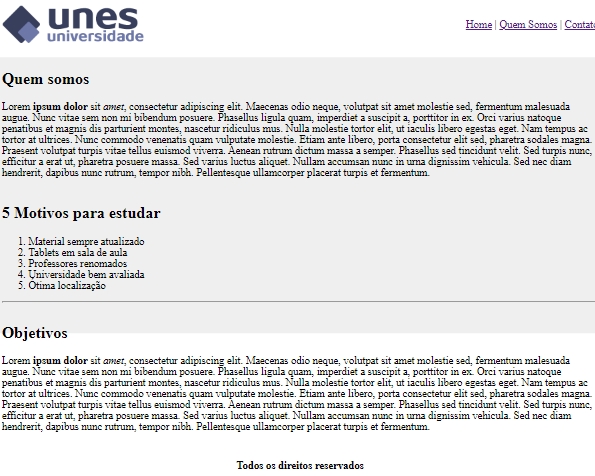 unes
universidade
Home | Quem Somos | Contato
Quem somos
Lorem ipsum dolor sit amet, consectetur adipiscing elit. Maecenas odio neque, volutpat sit amet molestie sed, fermentum malesuada
augue. Nunc vitae sem non mi bibendum posuere. Phasellus ligula quam, imperdiet a suscipit a, porttitor in ex. Orci varius natoque
penatibus et magnis dis parturient montes, nascetur ridiculus mus. Nulla molestie tortor elit, ut iaculis libero egestas eget. Nam tempus ac
tortor at ultrices. Nunc commodo venenatis quam vulputate molestie. Etiam ante libero, porta consectetur elit sed, pharetra sodales magna.
Praesent volutpat turpis vitae tellus euismod viverra. Aenean rutrum dictum massa a semper. Phasellus sed tincidunt velit. Sed turpis nunc,
efficitur a erat ut, pharetra posuere massa. Sed varius luctus aliquet. Nullam accumsan nunc in urna dignissim vehicula. Sed nec diam
hendrerit, dapibus nunc rutrum, tempor nibh. Pellentesque ullamcorper placerat turpis et fermentum.
5 Motivos para estudar
1. Material sempre atualizado
2. Tablets em sala de aula
3. Professores renomados
4. Universidade bem avaliada
5. Otima localização
Objetivos
Lorem ipsum dolor sit amet, consectetur adipiscing elit. Maecenas odio neque, volutpat sit amet molestie sed, fermentum malesuada
augue. Nunc vitae sem non mi bibendum posuere. Phasellus ligula quam, imperdiet a suscipit a, porttitor in ex. Orci varius natoque
penatibus et magnis dis parturient montes, nascetur ridiculus mus. Nulla molestie tortor elit, ut iaculis libero egestas eget. Nam tempus ac
tortor at ultrices. Nunc commodo venenatis quam vulputate molestie. Etiam ante libero, porta consectetur elit sed, pharetra sodales magna.
Praesent volutpat turpis vitae tellus euismod viverra. Aenean rutrum dictum massa a semper. Phasellus sed tincidunt velit. Sed turpis nunc,
efficitur a erat ut, pharetra posuere massa. Sed varius luctus aliquet. Nullam accumsan nunc in urna dignissim vehicula. Sed nec diam
hendrerit, dapibus nunc rutrum, tempor nibh. Pellentesque ullamcorper placerat turpis et fermentum.
Todos os direitos reservados